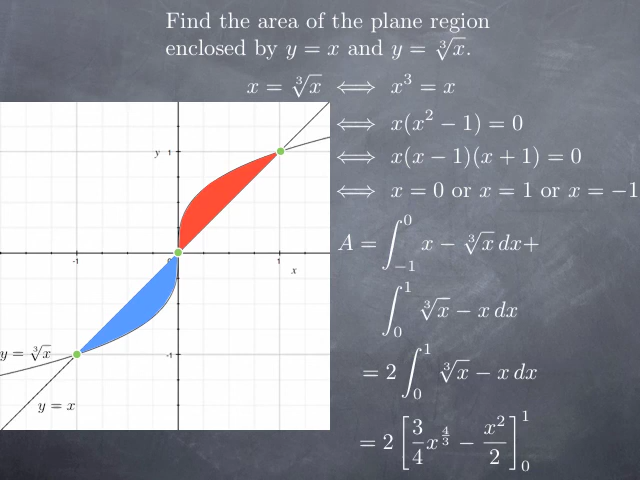 Find the area of the plane region
enclosed by y = x and y = ∛x.
x = ∛x ⟺ x³ = x
⟺ x(x² − 1) = 0
⟺ x(x − 1)(x + 1) = 0
⟺ x = 0 or x = 1 or x = −1
A = ∫₋₁⁰ x − ∛x dx+
∫₀¹ ∛x − x dx
= 2 ∫₀¹ ∛x − x dx
= 2 [3/4 x^(4/3) − x²/2]₀¹
y 1
-1 0 1
x
y = ∛x
-1
y = x